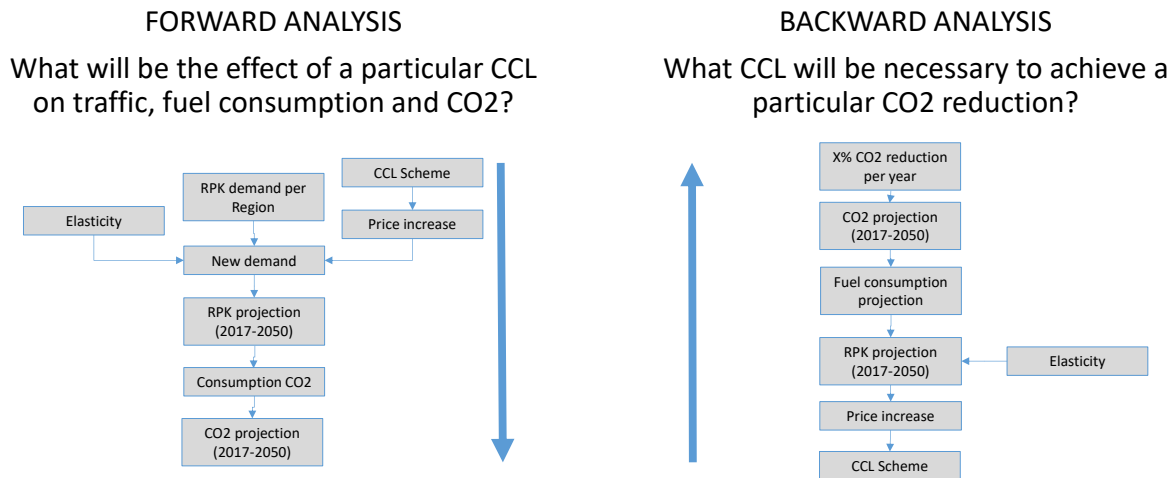 FORWARD ANALYSIS
What will be the effect of a particular CCL
on traffic, fuel consumption and CO2?
CCL Scheme
RPK demand per
Region
Elasticity
Price increase
New demand
RPK projection
(2017-2050)
Consumption CO2
CO2 projection
(2017-2050)
BACKWARD ANALYSIS
What CCL will be necessary to achieve a
particular CO2 reduction?
X% CO2 reduction
per year
CO2 projection
(2017-2050)
Fuel consumption
projection
RPK projection
(2017-2050)
Elasticity
Price increase
CCL Scheme